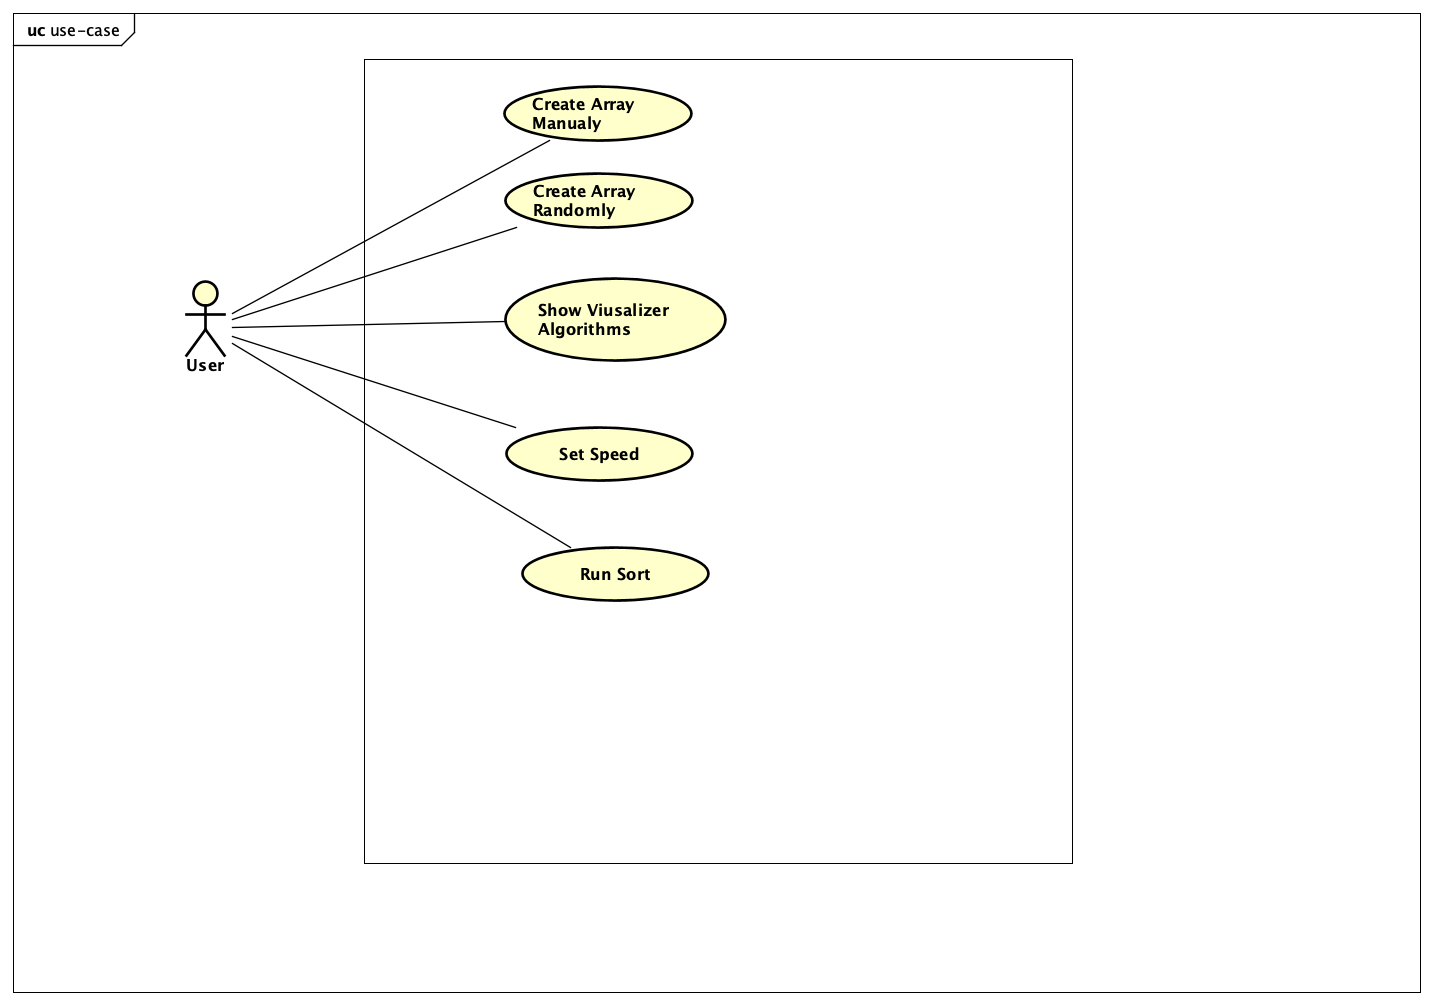 uc use-case
Create Array
Manualy
Create Array
Randomly
Show Viusalizer
Algorithms
User
Set Speed
Run Sort